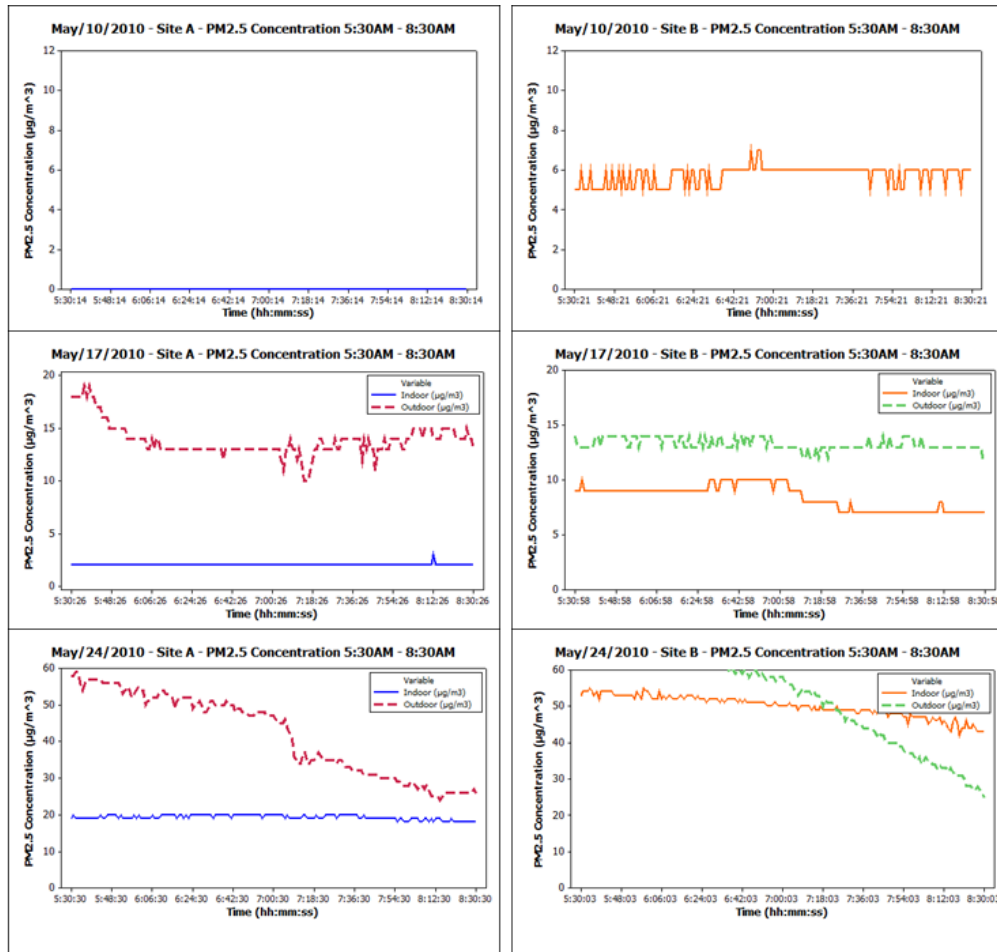 May/10/2010 - Site A - PM2.5 Concentration 5:30AM - 8:30AM
PM2.5 Concentration (µg/m^3)
12
10
8
6
4
2
0
5:30:14 5:48:14 6:06:14 6:24:14 6:42:14 7:00:14 7:18:14 7:36:14 7:54:14 8:12:14 8:30:14
Time (hh:mm:ss)
May/10/2010 - Site B - PM2.5 Concentration 5:30AM - 8:30AM
PM2.5 Concentration (µg/m^3)
12
10
8
6
4
2
0
5:30:21 5:48:21 6:06:21 6:24:21 6:42:21 7:00:21 7:18:21 7:36:21 7:54:21 8:12:21 8:30:21
Time (hh:mm:ss)
May/17/2010 - Site A - PM2.5 Concentration 5:30AM - 8:30AM
PM2.5 Concentration (µg/m^3)
20
15
10
5
0
Variable
Indoor (µg/m3)
Outdoor (µg/m3)
5:30:26 5:48:26 6:06:26 6:24:26 6:42:26 7:00:26 7:18:26 7:36:26 7:54:26 8:12:26 8:30:26
Time (hh:mm:ss)
May/17/2010 - Site B - PM2.5 Concentration 5:30AM - 8:30AM
PM2.5 Concentration (µg/m^3)
20
15
10
5
0
Variable
Indoor (µg/m3)
Outdoor (µg/m3)
5:30:58 5:48:58 6:06:58 6:24:58 6:42:58 7:00:58 7:18:58 7:36:58 7:54:58 8:12:58 8:30:58
Time (hh:mm:ss)
May/24/2010 - Site A - PM2.5 Concentration 5:30AM - 8:30AM
PM2.5 Concentration (µg/m^3)
60
50
40
30
20
10
0
Variable
Indoor (µg/m3)
Outdoor (µg/m3)
5:30:30 5:48:30 6:06:30 6:24:30 6:42:30 7:00:30 7:18:30 7:36:30 7:54:30 8:12:30 8:30:30
Time (hh:mm:ss)
May/24/2010 - Site B - PM2.5 Concentration 5:30AM - 8:30AM
PM2.5 Concentration (µg/m^3)
60
50
40
30
20
10
0
Variable
Indoor (µg/m3)
Outdoor (µg/m3)
5:30:03 5:48:03 6:06:03 6:24:03 6:42:03 7:00:03 7:18:03 7:36:03 7:54:03 8:12:03 8:30:03
Time (hh:mm:ss)